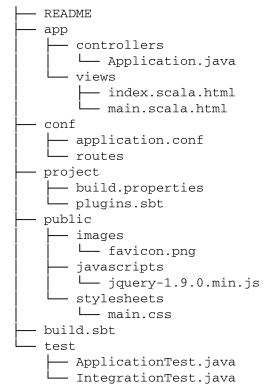 ├── README
├── app
│   ├── controllers
│   │   └── Application.java
│   └── views
│       ├── index.scala.html
│       └── main.scala.html
├── conf
│   ├── application.conf
│   └── routes
├── project
│   ├── build.properties
│   └── plugins.sbt
├── public
│   ├── images
│   │   └── favicon.png
│   ├── javascripts
│   │   └── jquery-1.9.0.min.js
│   └── stylesheets
│       └── main.css
├── build.sbt
└── test
    ├── ApplicationTest.java
    └── IntegrationTest.java